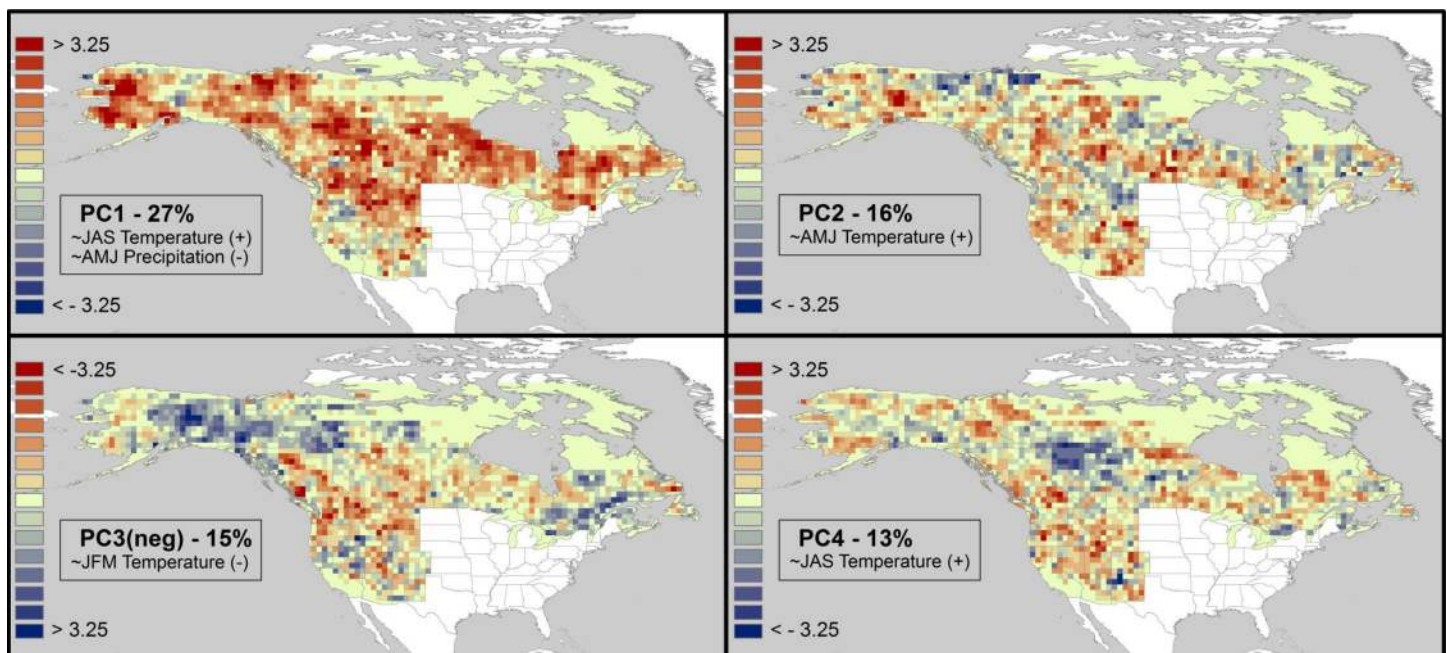 > 3.25
PC1 - 27%
~JAS Temperature (+)
~AMJ Precipitation (-)
< - 3.25
> 3.25
PC2 - 16%
~AMJ Temperature (+)
< - 3.25
< -3.25
PC3(neg) - 15%
~JFM Temperature (-)
> 3.25
> 3.25
PC4 - 13%
~JAS Temperature (+)
< - 3.25